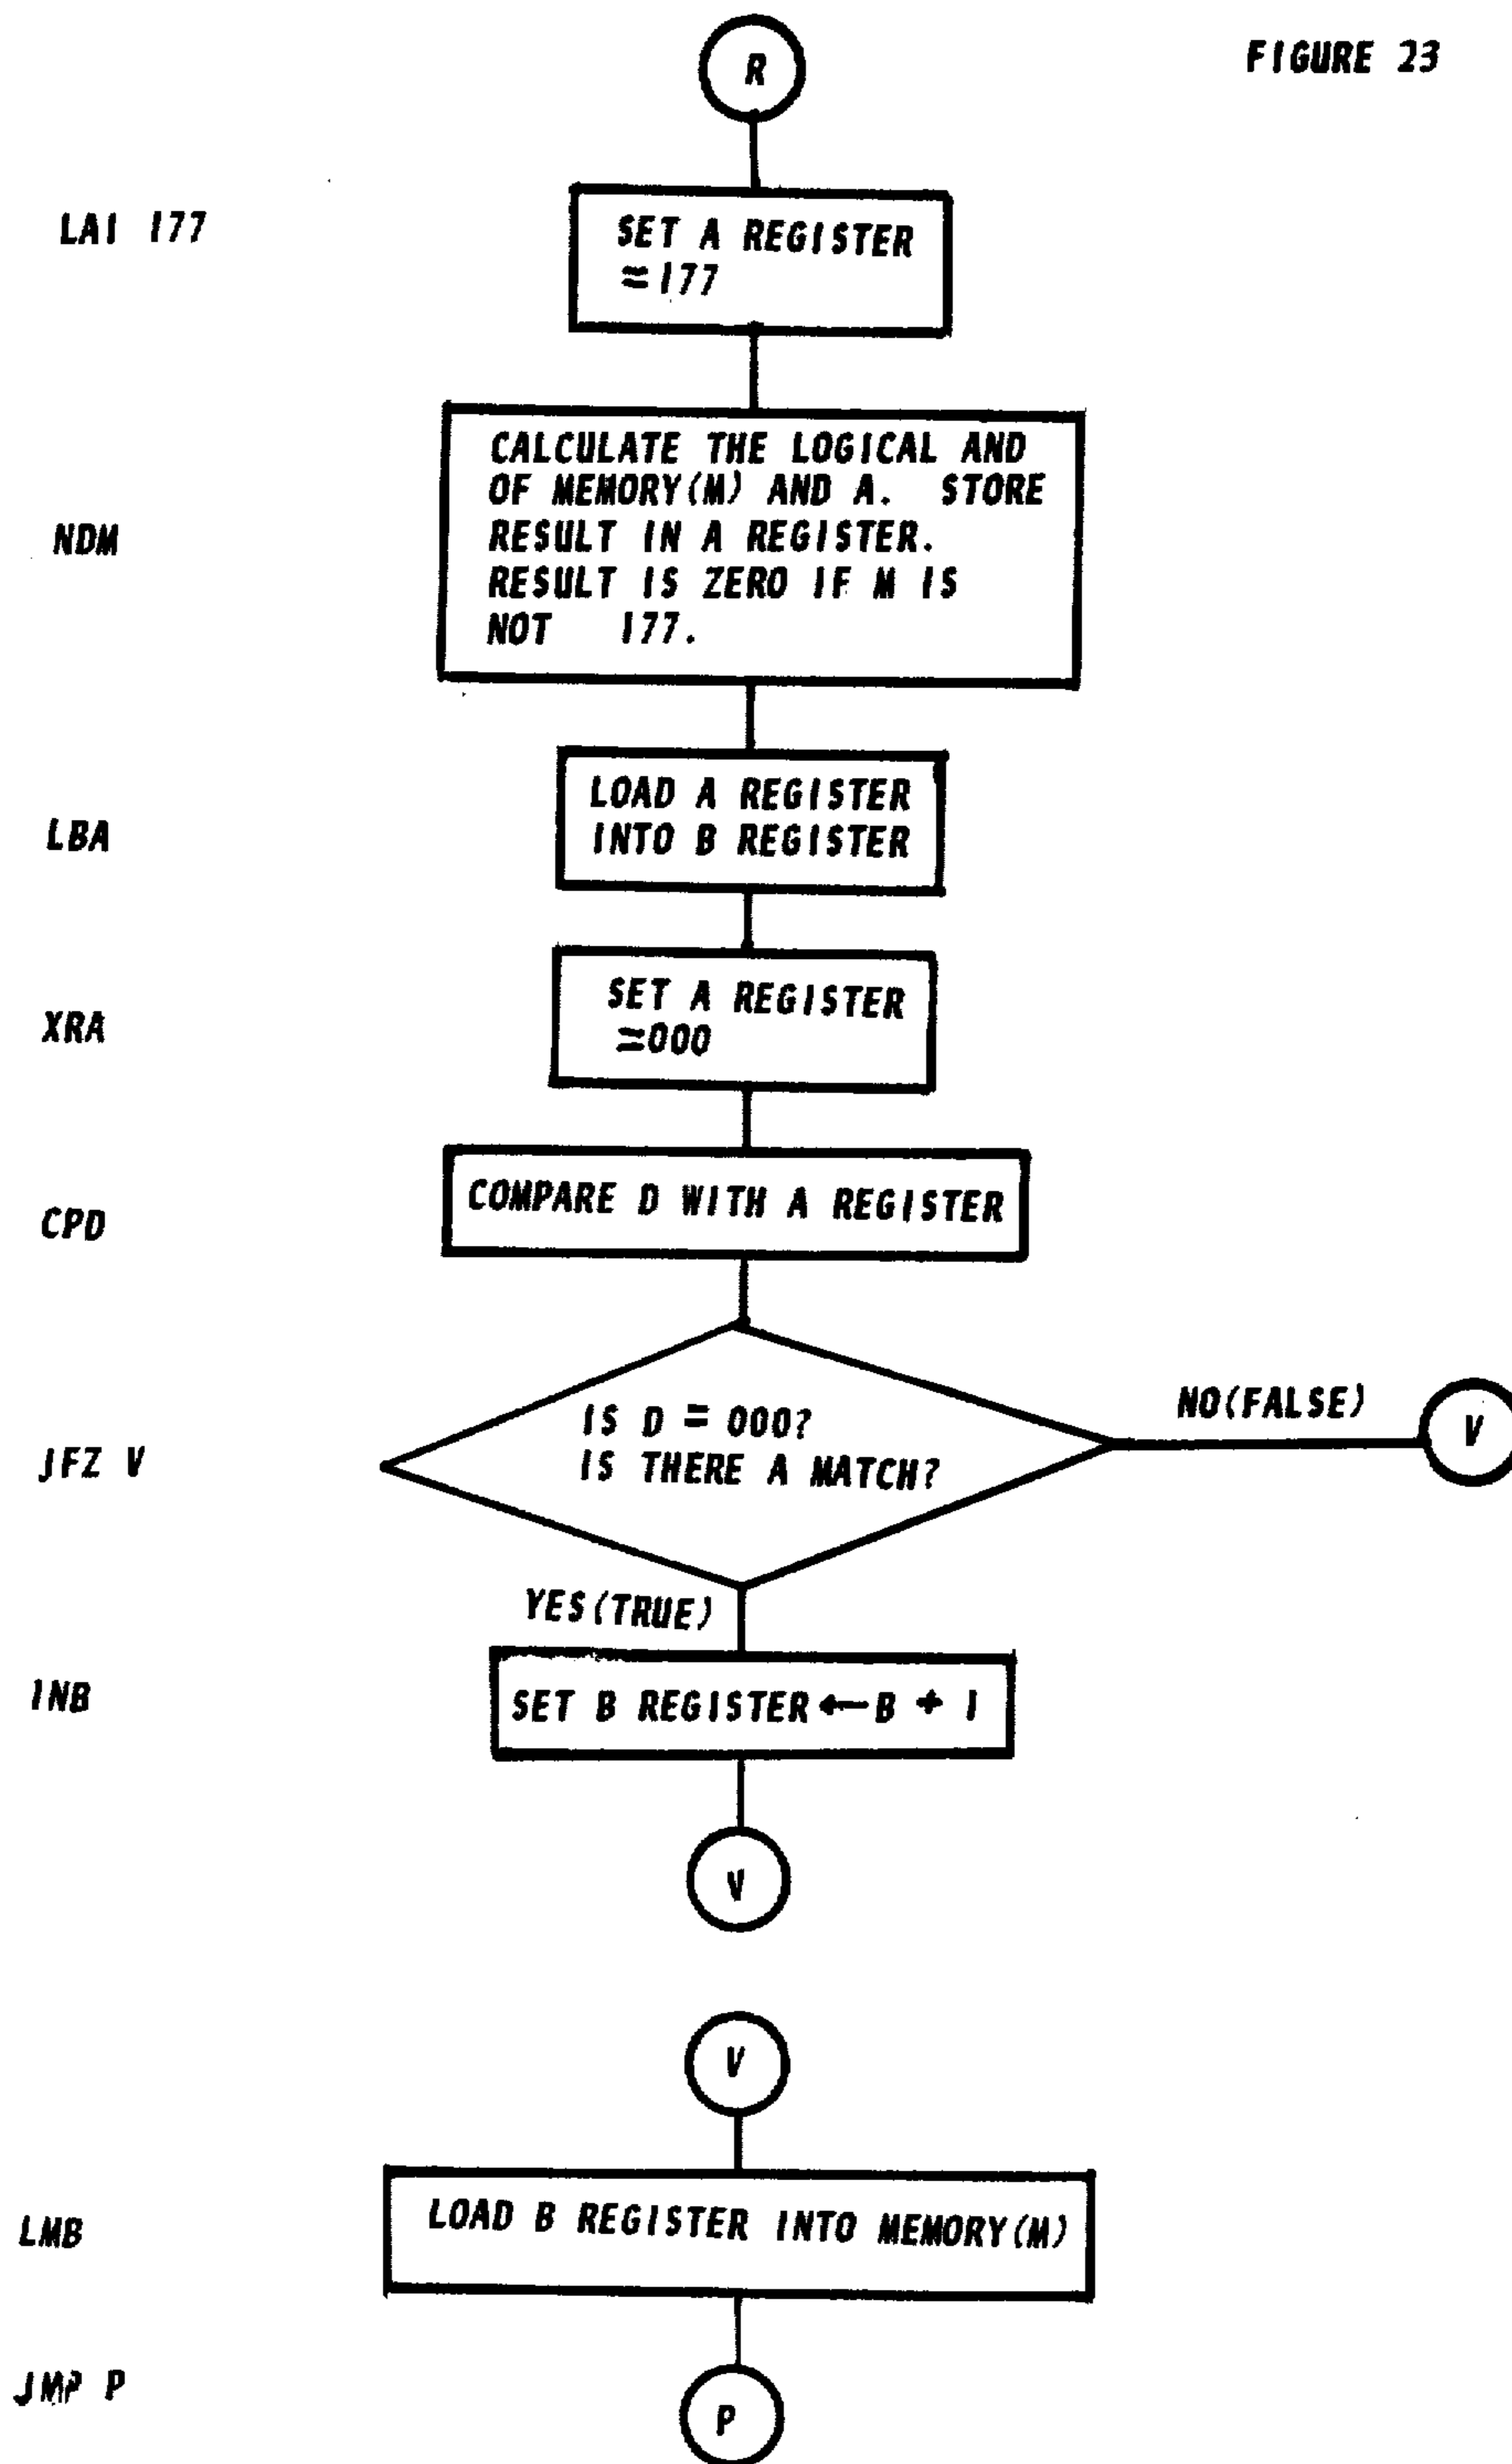 FIGURE 23
R
LAI 177
SET A REGISTER
=177
NDM
CALCULATE THE LOGICAL AND
OF MEMORY(M) AND A. STORE
RESULT IN A REGISTER.
RESULT IS ZERO IF M IS
NOT 177.
LBA
LOAD A REGISTER
INTO B REGISTER
XRA
SET A REGISTER
=000
CPD
COMPARE D WITH A REGISTER
JFZ V
IS D = 000?
IS THERE A MATCH?
NO(FALSE)
V
YES(TRUE)
INB
SET B REGISTER←B + 1
V
V
LMB
LOAD B REGISTER INTO MEMORY(M)
JMP P
P